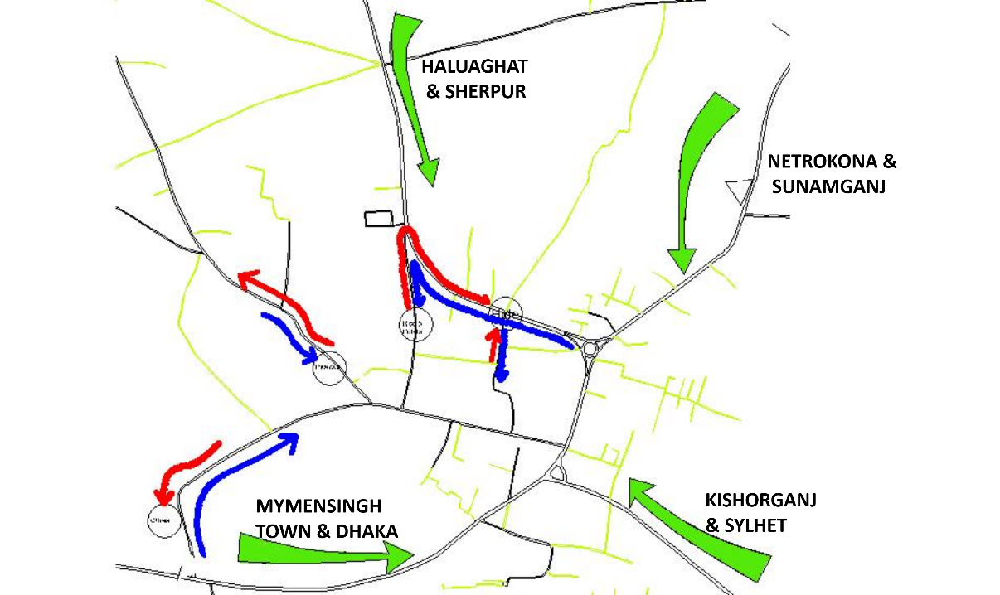 HALUAGHAT
& SHERPUR
NETROKONA &
SUNAMGANJ
MYMENSINGH
TOWN & DHAKA
KISHORGANJ
& SYLHET